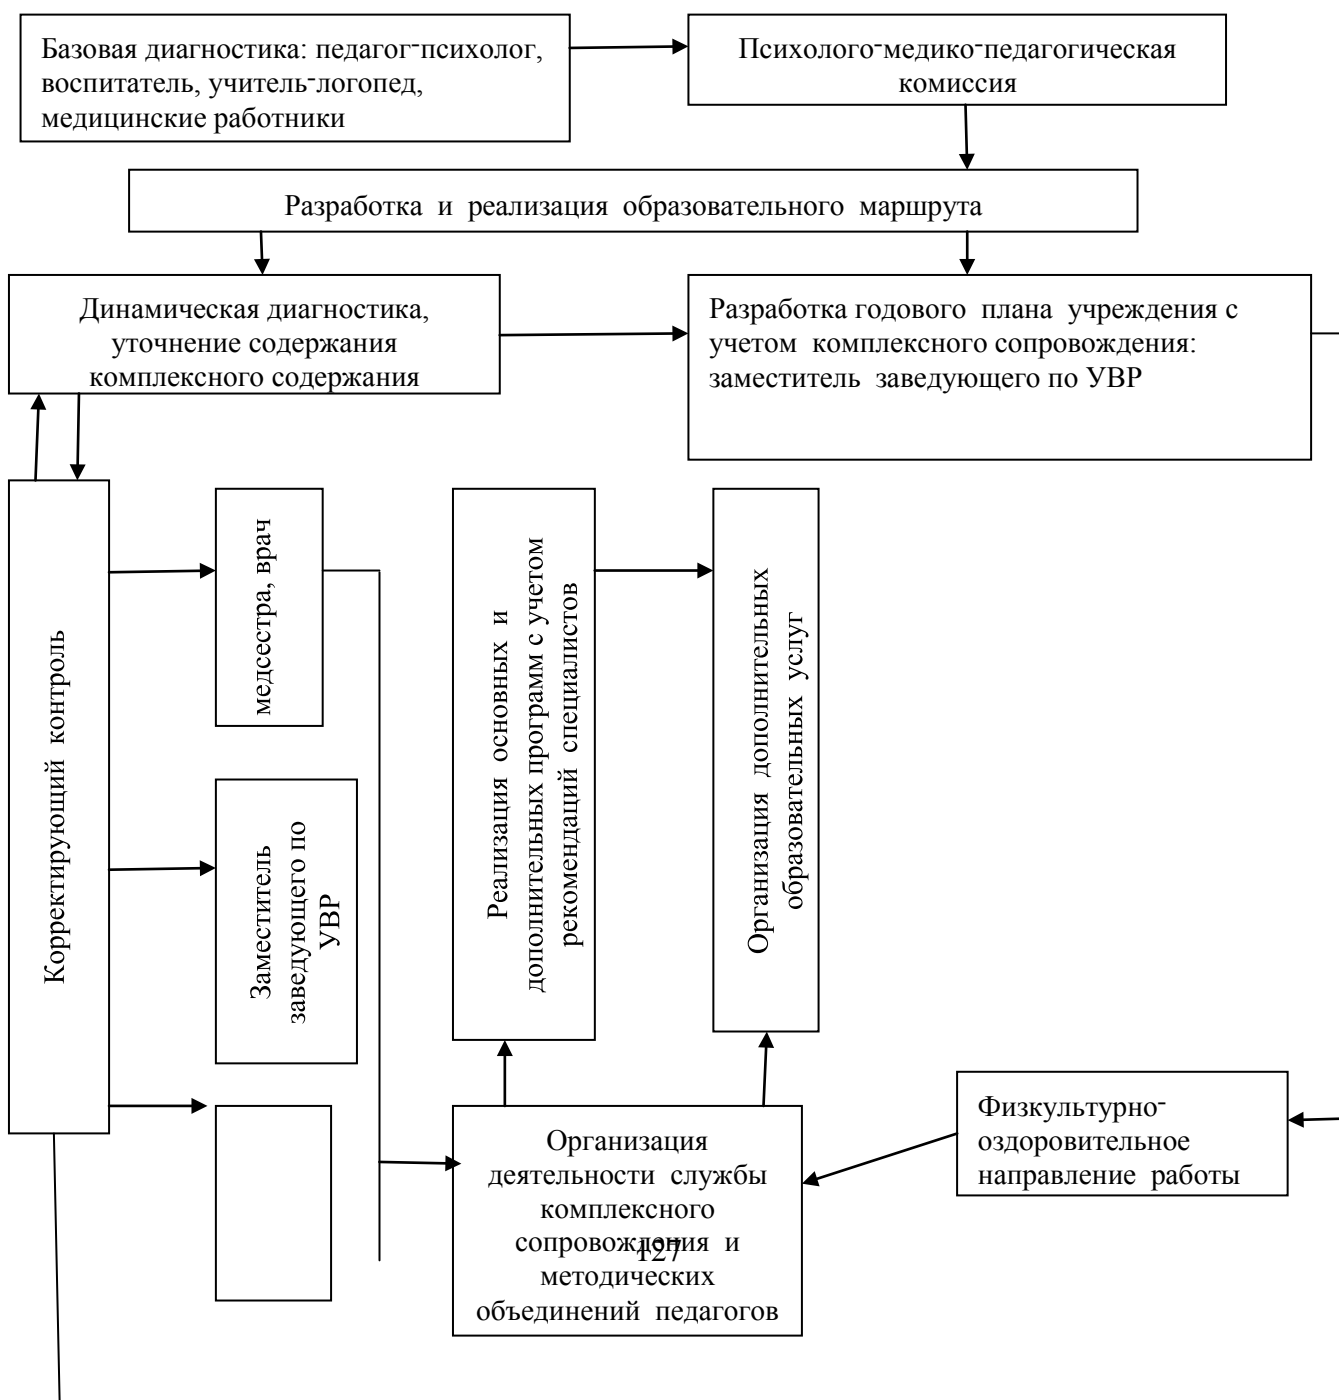 Базовая диагностика: педагог-психолог,
воспитатель, учитель-логопед,
медицинские работники
Психолого-медико-педагогическая
комиссия
Разработка и реализация образовательного маршрута
Динамическая диагностика,
уточнение содержания
комплексного содержания
Разработка годового плана учреждения с
учетом комплексного сопровождения:
заместитель заведующего по УВР
Корректирующий контроль
медсестра, врач
Заместитель
заведующего по
УВР
Реализация основных и
дополнительных программ с учетом
рекомендаций специалистов
Организация дополнительных
образовательных услуг
Физкультурно-
оздоровительное
направление работы
Организация
деятельности службы
комплексного
сопровождения и
методических
объединений педагогов
127